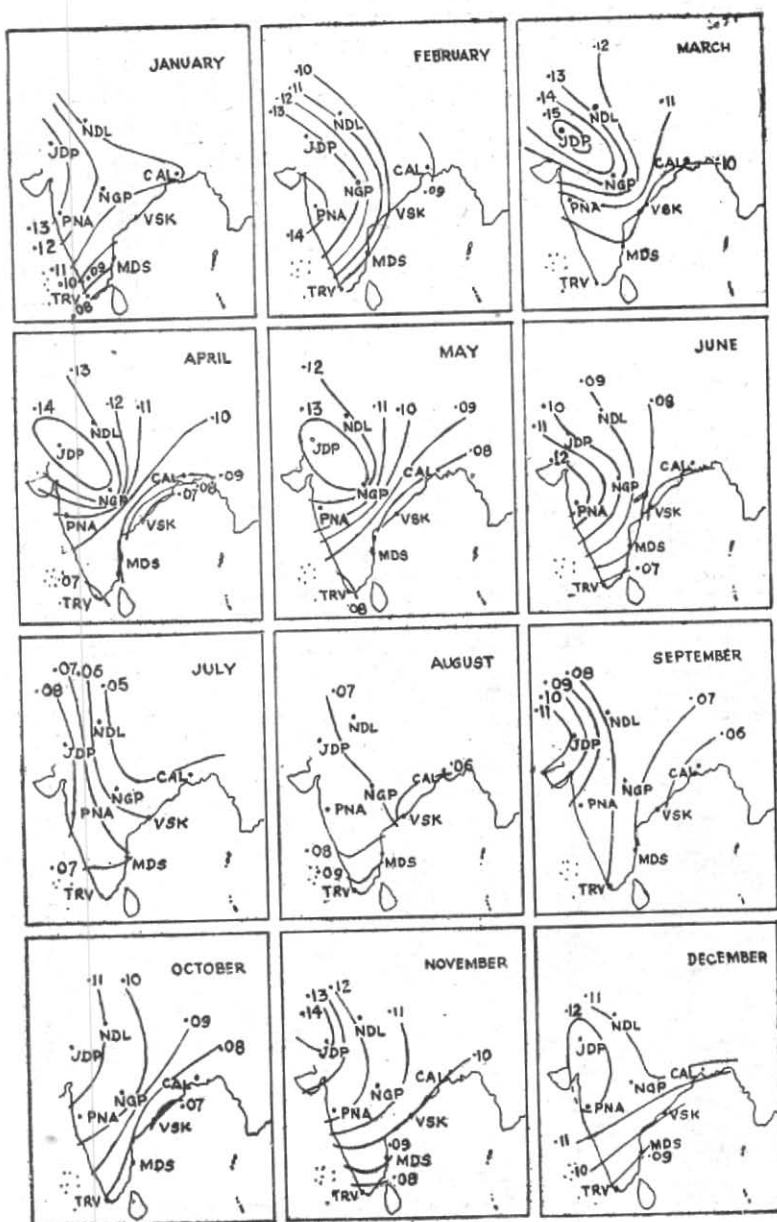 JANUARY
NDL
JDP
CAL
NGP
PNA
VSK
.13
.12
.11
.10
.09
MDS
TRV
.08
FEBRUARY
.10
.11
.12
.13
NDL
JDP
CAL
NGP
.09
PNA
VSK
.14
MDS
TRV
MARCH
.12
.13
.14
.15
NDL
.11
JDP
CAL
.10
NGP
PNA
VSK
MDS
TRV
APRIL
.13
.14
.12
.11
.10
NDL
JDP
CAL
.09
NGP
.08
.07
PNA
VSK
MDS
.07
TRV
MAY
.12
.13
.11
.10
.09
NDL
.08
JDP
CAL
NGP
PNA
VSK
MDS
TRV
.08
JUNE
.09
.10
.08
.11
NDL
JDP
.12
CAL
NGP
PNA
VSK
MDS
.07
TRV
JULY
.07
.06
.05
.08
NDL
JDP
CAL
NGP
PNA
VSK
.07
MDS
TRV
AUGUST
.07
NDL
JDP
.06
CAL
NGP
PNA
VSK
.08
MDS
.09
TRV
SEPTEMBER
.08
.09
.10
.11
.07
NDL
JDP
.06
CAL
NGP
PNA
VSK
MDS
TRV
OCTOBER
.11
.10
.09
NDL
.08
JDP
CAL
NGP
.07
PNA
VSK
MDS
TRV
NOVEMBER
.12
.13
.14
.11
NDL
JDP
.10
CAL
NGP
PNA
VSK
.09
MDS
.08
TRV
DECEMBER
.12
.11
NDL
JDP
CAL
NGP
PNA
VSK
.11
.10
MDS
.09
TRV